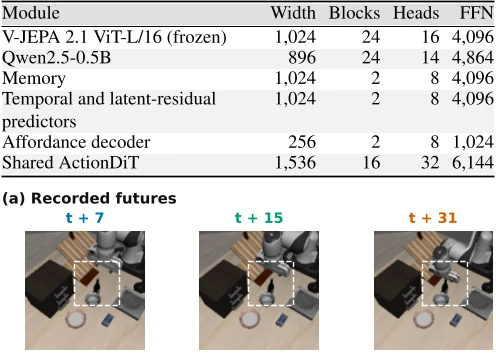 Module Width Blocks Heads FFN
V-JEPA 2.1 ViT-L/16 (frozen) 1,024 24 16 4,096
Qwen2.5-0.5B 896 24 14 4,864
Memory 1,024 2 8 4,096
Temporal and latent-residual
predictors 1,024 2 8 4,096
Affordance decoder 256 2 8 1,024
Shared ActionDiT 1,536 16 32 6,144
(a) Recorded futures
t + 7 t + 15 t + 31